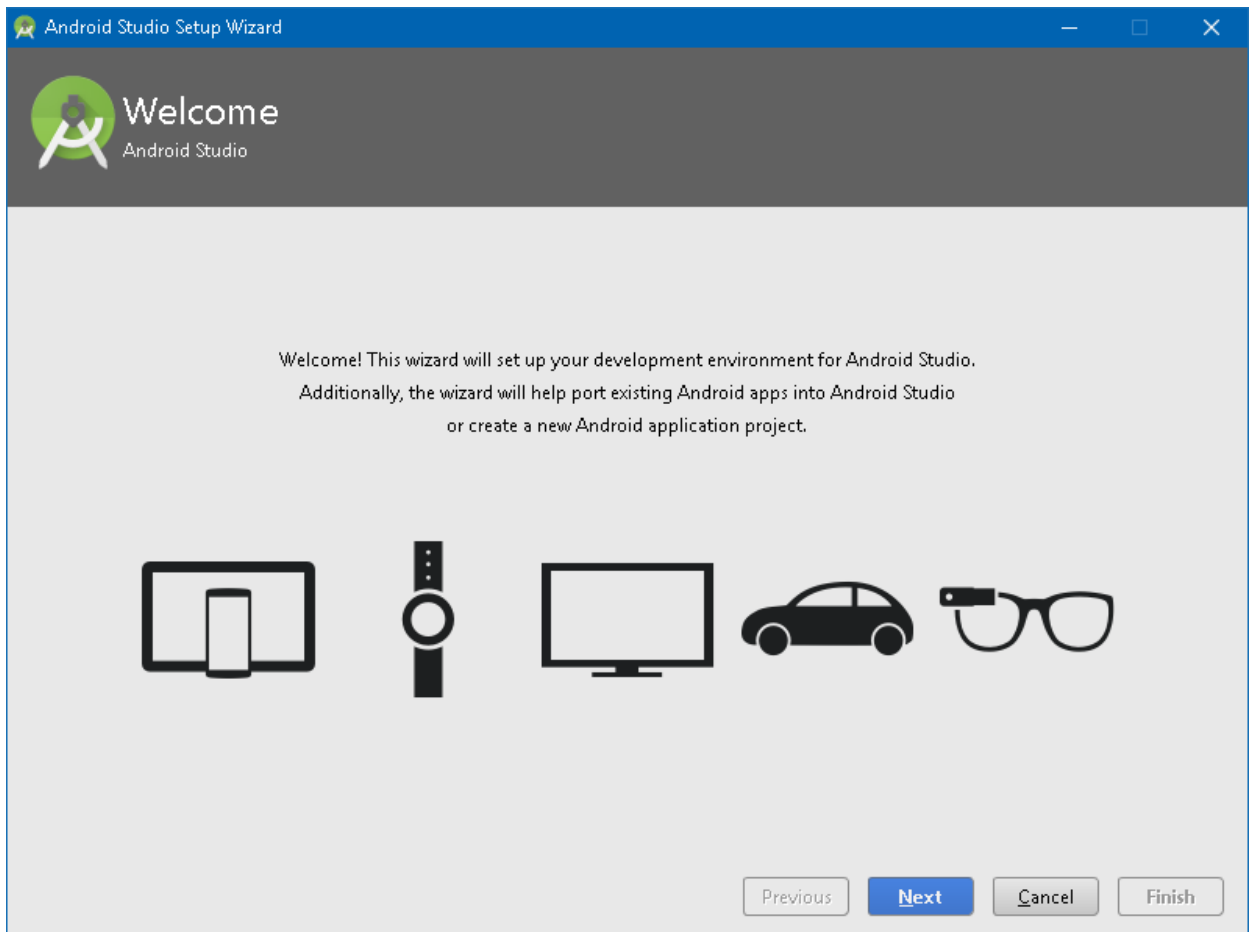 Android Studio Setup Wizard
Welcome
Android Studio
Welcome! This wizard will set up your development environment for Android Studio.
Additionally, the wizard will help port existing Android apps into Android Studio
or create a new Android application project.
Previous Next Cancel Finish